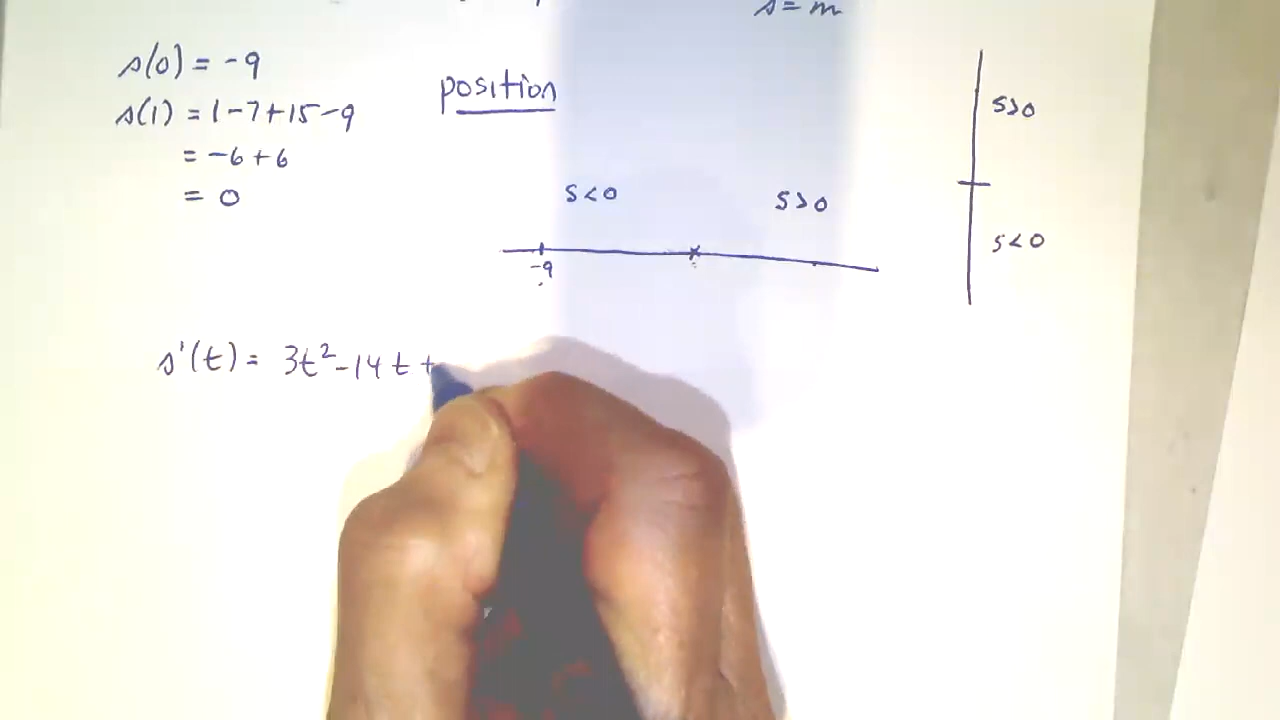 s=m
s(0) = -9
s(1) = 1-7+15-9
= -6+6
= 0
position
s<0
s>0
-9
s>0
s<0
s'(t) = 3t²-14t+